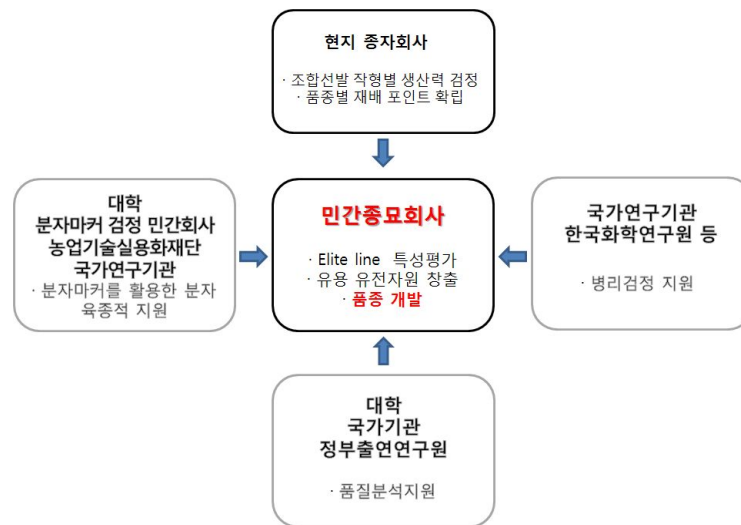 현지 종자회사
· 조합선발 작형별 생산력 검정
· 품종별 재배 포인트 확립
대학
분자마커 검정 민간회사
농업기술실용화재단
국가연구기관
· 분자마커를 활용한 분자
육종적 지원
민간종묘회사
· Elite line 특성평가
· 유용 유전자원 창출
· 품종 개발
국가연구기관
한국화학연구원 등
· 병리검정 지원
대학
국가기관
정부출연연구원
· 품질분석지원